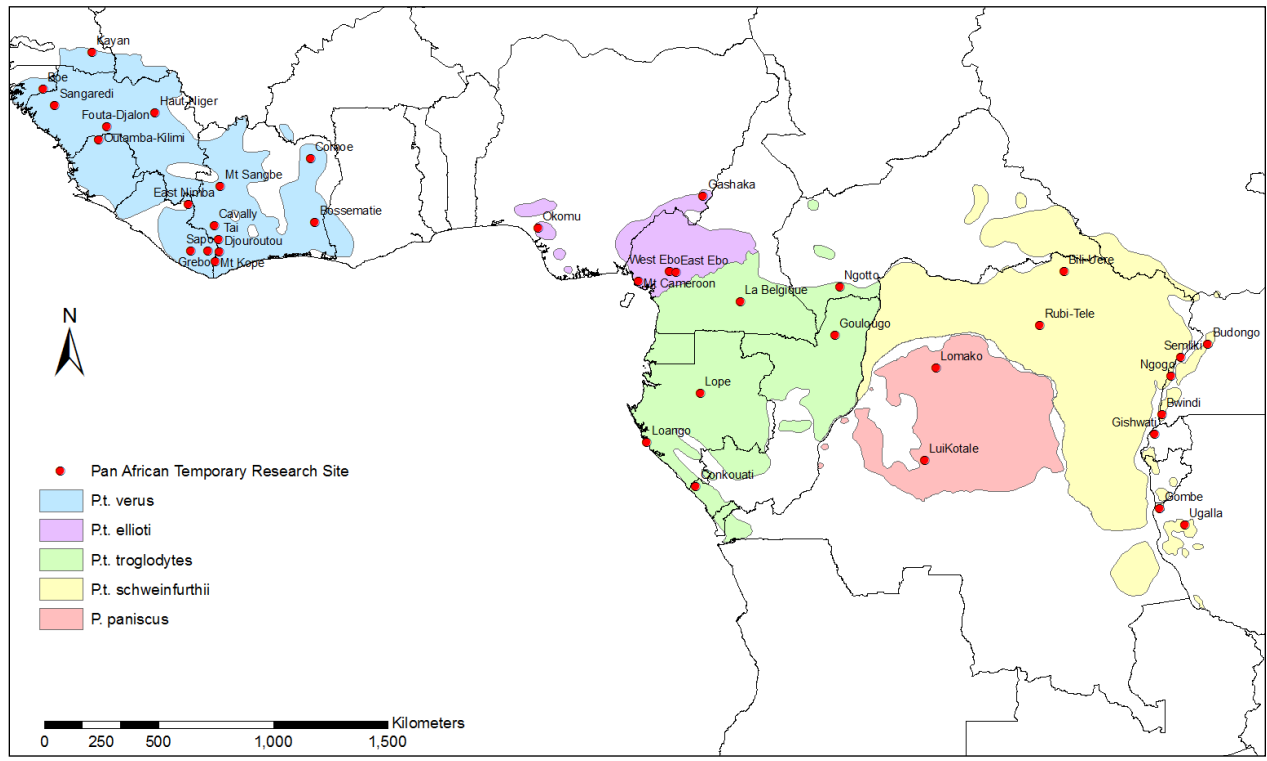 Kayan
Boe
Sangaredi
Haut-Niger
Fouta-Djalon
Outamba-Kilimi
Comoe
Mt Sangbe
East Nimba
Gashaka
Cavally
Bossematie
Okomu
Tai
Sapo
Djouroutou
Grebo
Mt Kope
West Ebo
East Ebo
Mt Cameroon
Bili-Uere
Ngotto
La Belgique
Goulougo
Rubi-Tele
Budongo
Semliki
Ngogo
Lomako
Lope
Bwindi
Gishwati
Loango
LuiKotale
Conkouati
Gombe
Ugalla
N
Pan African Temporary Research Site
P.t. verus
P.t. ellioti
P.t. troglodytes
P.t. schweinfurthii
P. paniscus
Kilometers
0 250 500 1,000 1,500